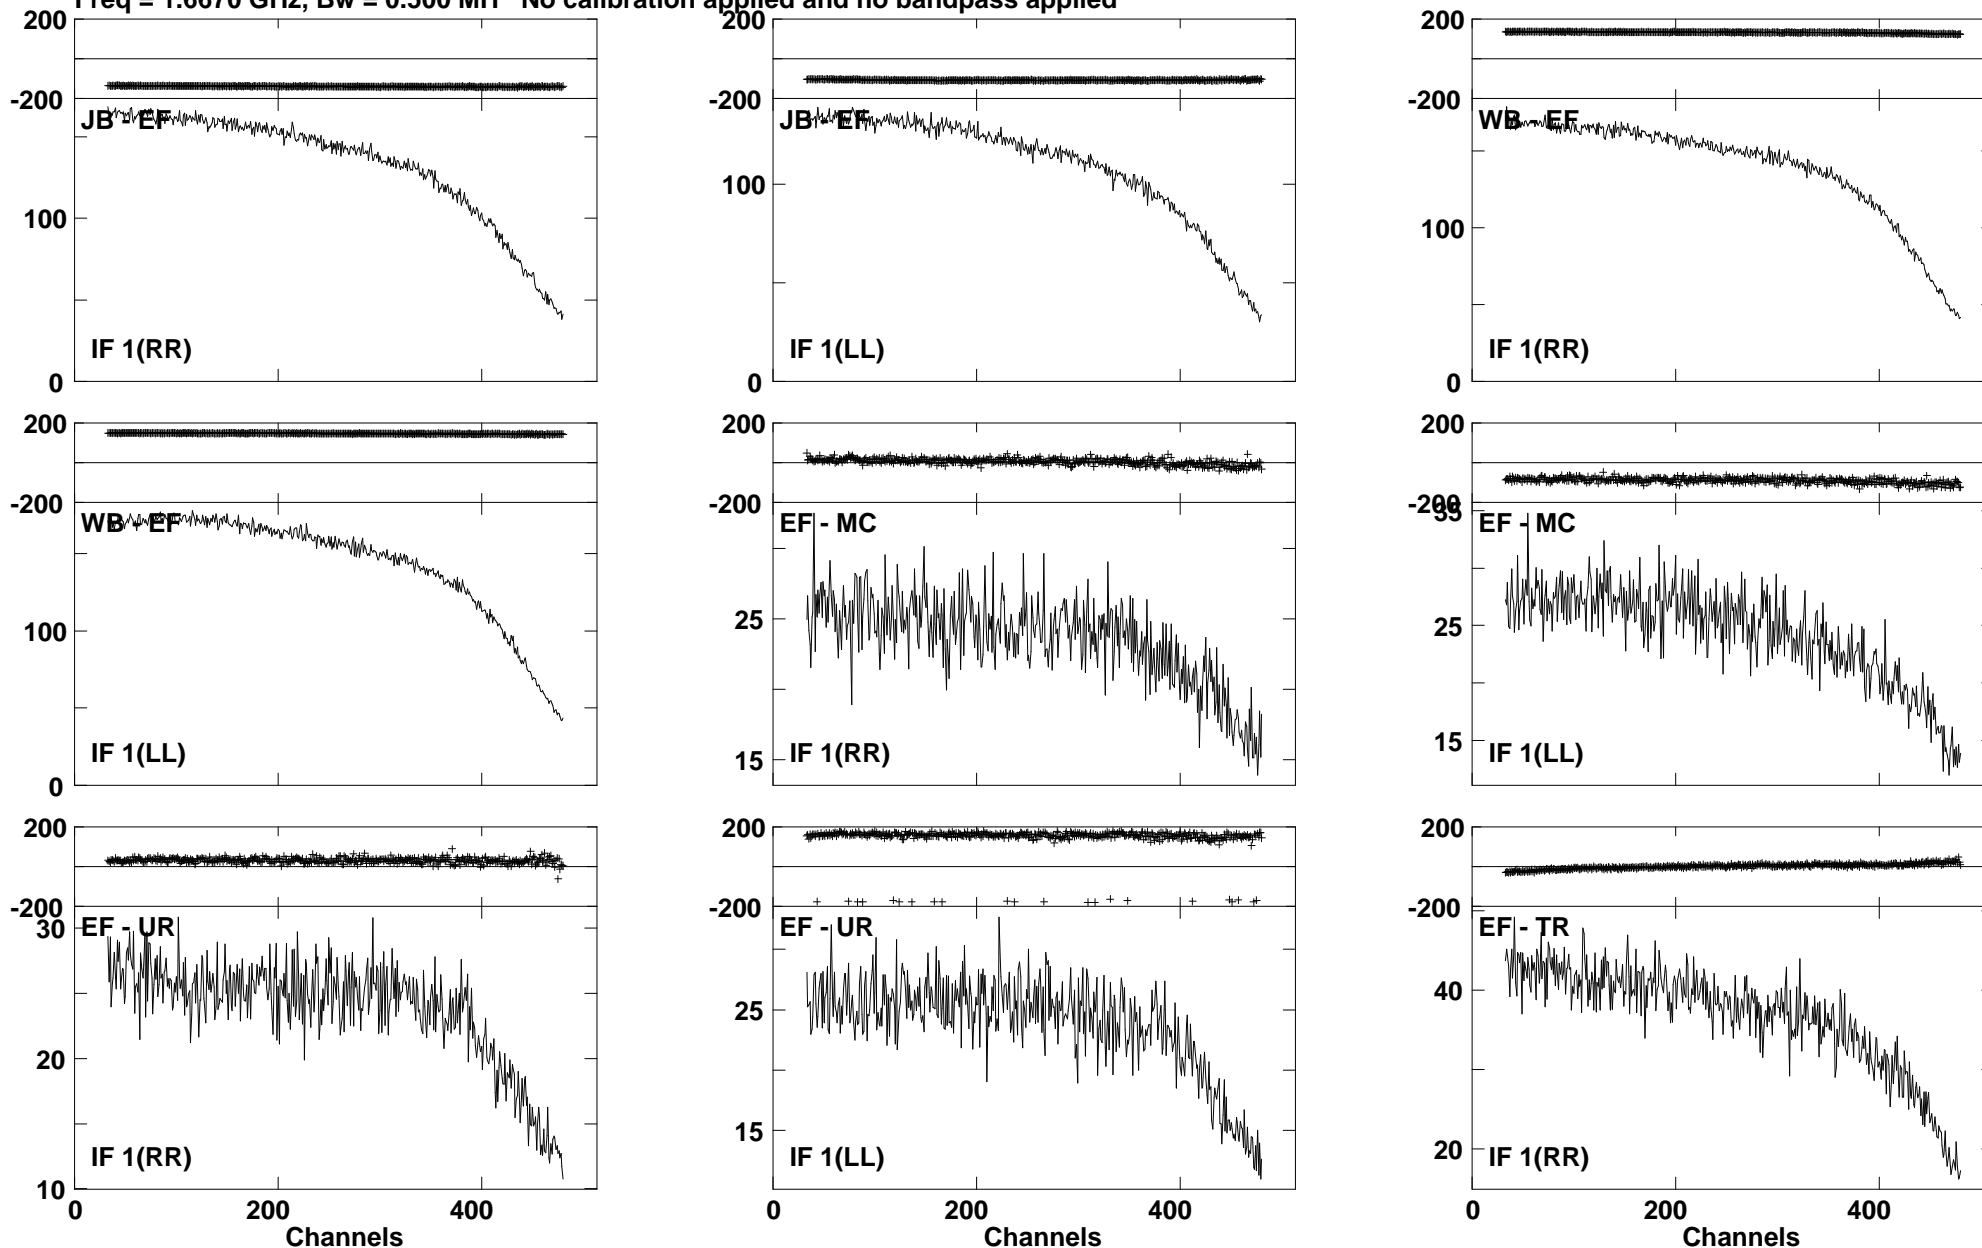 Freq = 1.6670 GHz, Bw = 0.500 MH No calibration applied and no bandpass applied
200 200 200
-200 -200 -200
JB - EF JB - EF WB - EF
100 100 100
IF 1(RR) IF 1(LL) IF 1(RR)
0 0 0
200 200 200
-200 -200 -200
35
WB - EF EF - MC EF - MC
100 25 25
IF 1(LL) IF 1(RR) IF 1(LL)
0 15 15
200 200 200
-200 -200 -200
EF - UR EF - UR EF - TR
30 25 40
20 15 20
IF 1(RR) IF 1(LL) IF 1(RR)
10
0 200 400 0 200 400 0 200 400
Channels Channels Channels